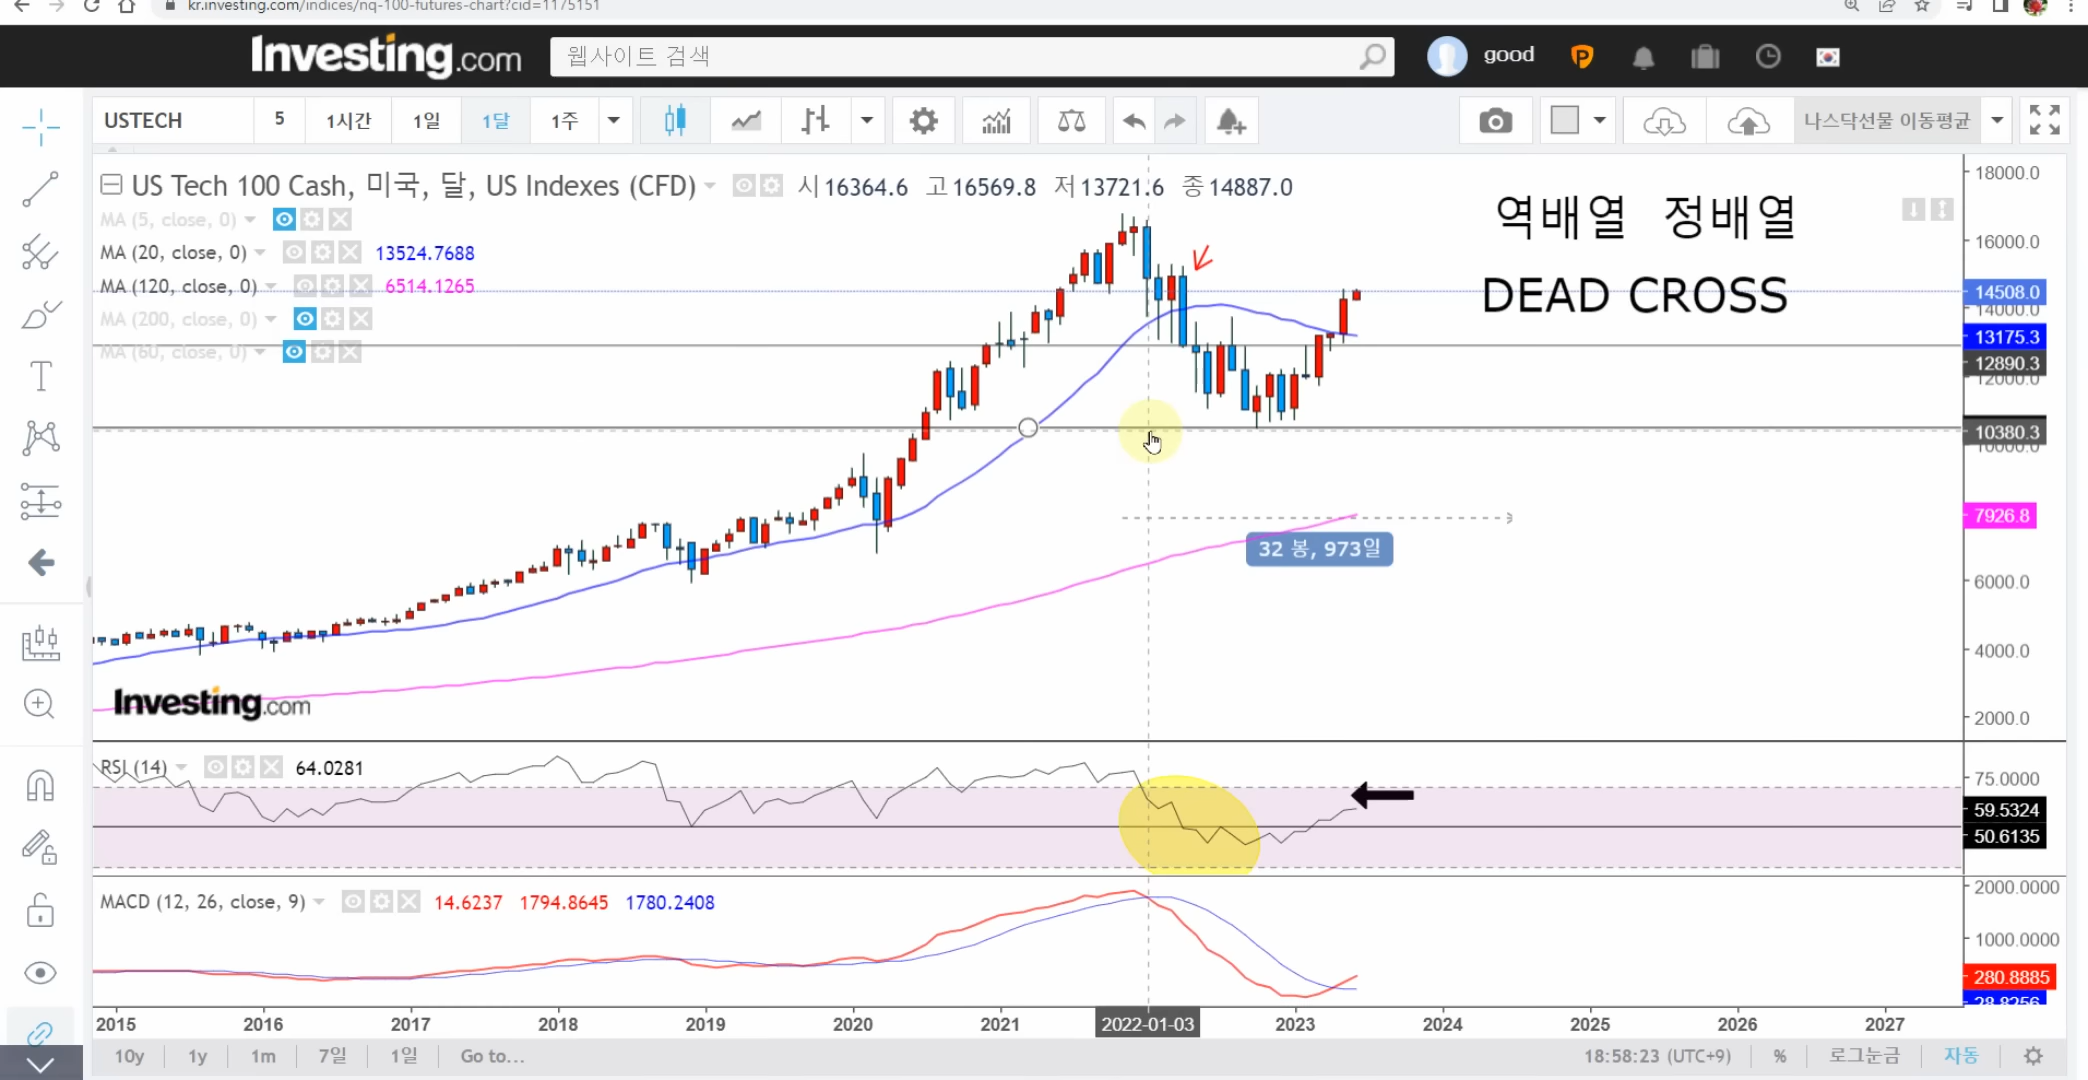 kr.investing.com/indices/nq-100-futures-chart?cid=1175151
Investing.com 웹사이트 검색 good
USTECH 5 1시간 1일 1달 1주 나스닥선물 이동평균
US Tech 100 Cash, 미국, 달, US Indexes (CFD) 시 16364.6 고 16569.8 저 13721.6 종 14887.0
MA (5, close, 0)
MA (20, close, 0) 13524.7688
MA (120, close, 0) 6514.1265
MA (200, close, 0)
MA (60, close, 0)
역배열 정배열
DEAD CROSS
18000.0
16000.0
14508.0
14000.0
13175.3
12890.3
12000.0
10380.3
10000.0
7926.8
6000.0
4000.0
2000.0
32 봉, 973일
Investing.com
RSI (14) 64.0281
75.0000
59.5324
50.6135
MACD (12, 26, close, 9) 14.6237 1794.8645 1780.2408
2000.0000
1000.0000
280.8885
28.8256
2015 2016 2017 2018 2019 2020 2021 2022-01-03 2023 2024 2025 2026 2027
10y 1y 1m 7일 1일 Go to... 18:58:23 (UTC+9) % 로그눈금 자동